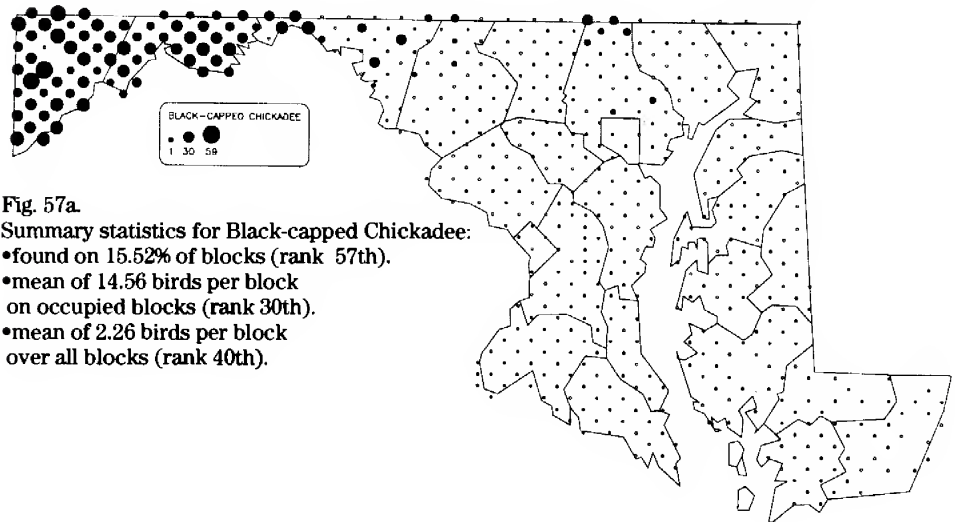 BLACK-CAPPED CHICKADEE
1 30 59
Fig. 57a.
Summary statistics for Black-capped Chickadee:
•found on 15.52% of blocks (rank 57th).
•mean of 14.56 birds per block
on occupied blocks (rank 30th).
•mean of 2.26 birds per block
over all blocks (rank 40th).